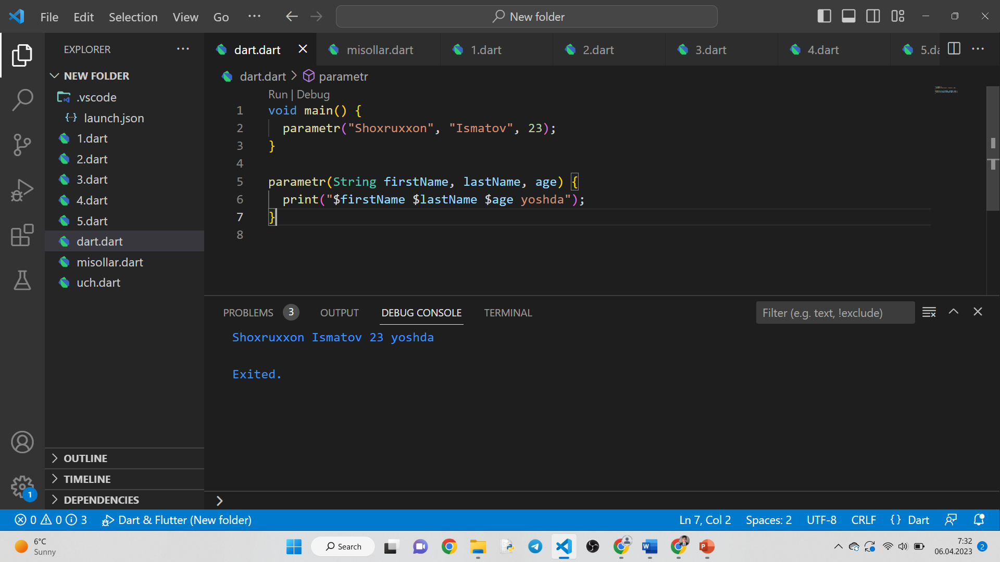 File Edit Selection View Go ··· New folder
EXPLORER ···
NEW FOLDER
.vscode
launch.json
1.dart
2.dart
3.dart
4.dart
5.dart
dart.dart
misollar.dart
uch.dart
OUTLINE
TIMELINE
DEPENDENCIES
1
dart.dart misollar.dart 1.dart 2.dart 3.dart 4.dart 5.da ···
dart.dart > parametr
Run | Debug
1 void main() {
2 parametr("Shoxruxxon", "Ismatov", 23);
3 }
4
5 parametr(String firstName, lastName, age) {
6 print("$firstName $lastName $age yoshda");
7 }
8
PROBLEMS 3 OUTPUT DEBUG CONSOLE TERMINAL Filter (e.g. text, !exclude)
Shoxruxxon Ismatov 23 yoshda
Exited.
>
0 0 3 Dart & Flutter (New folder) Ln 7, Col 2 Spaces: 2 UTF-8 CRLF {} Dart
6°C
Sunny
Search
7:32
06.04.2023
2